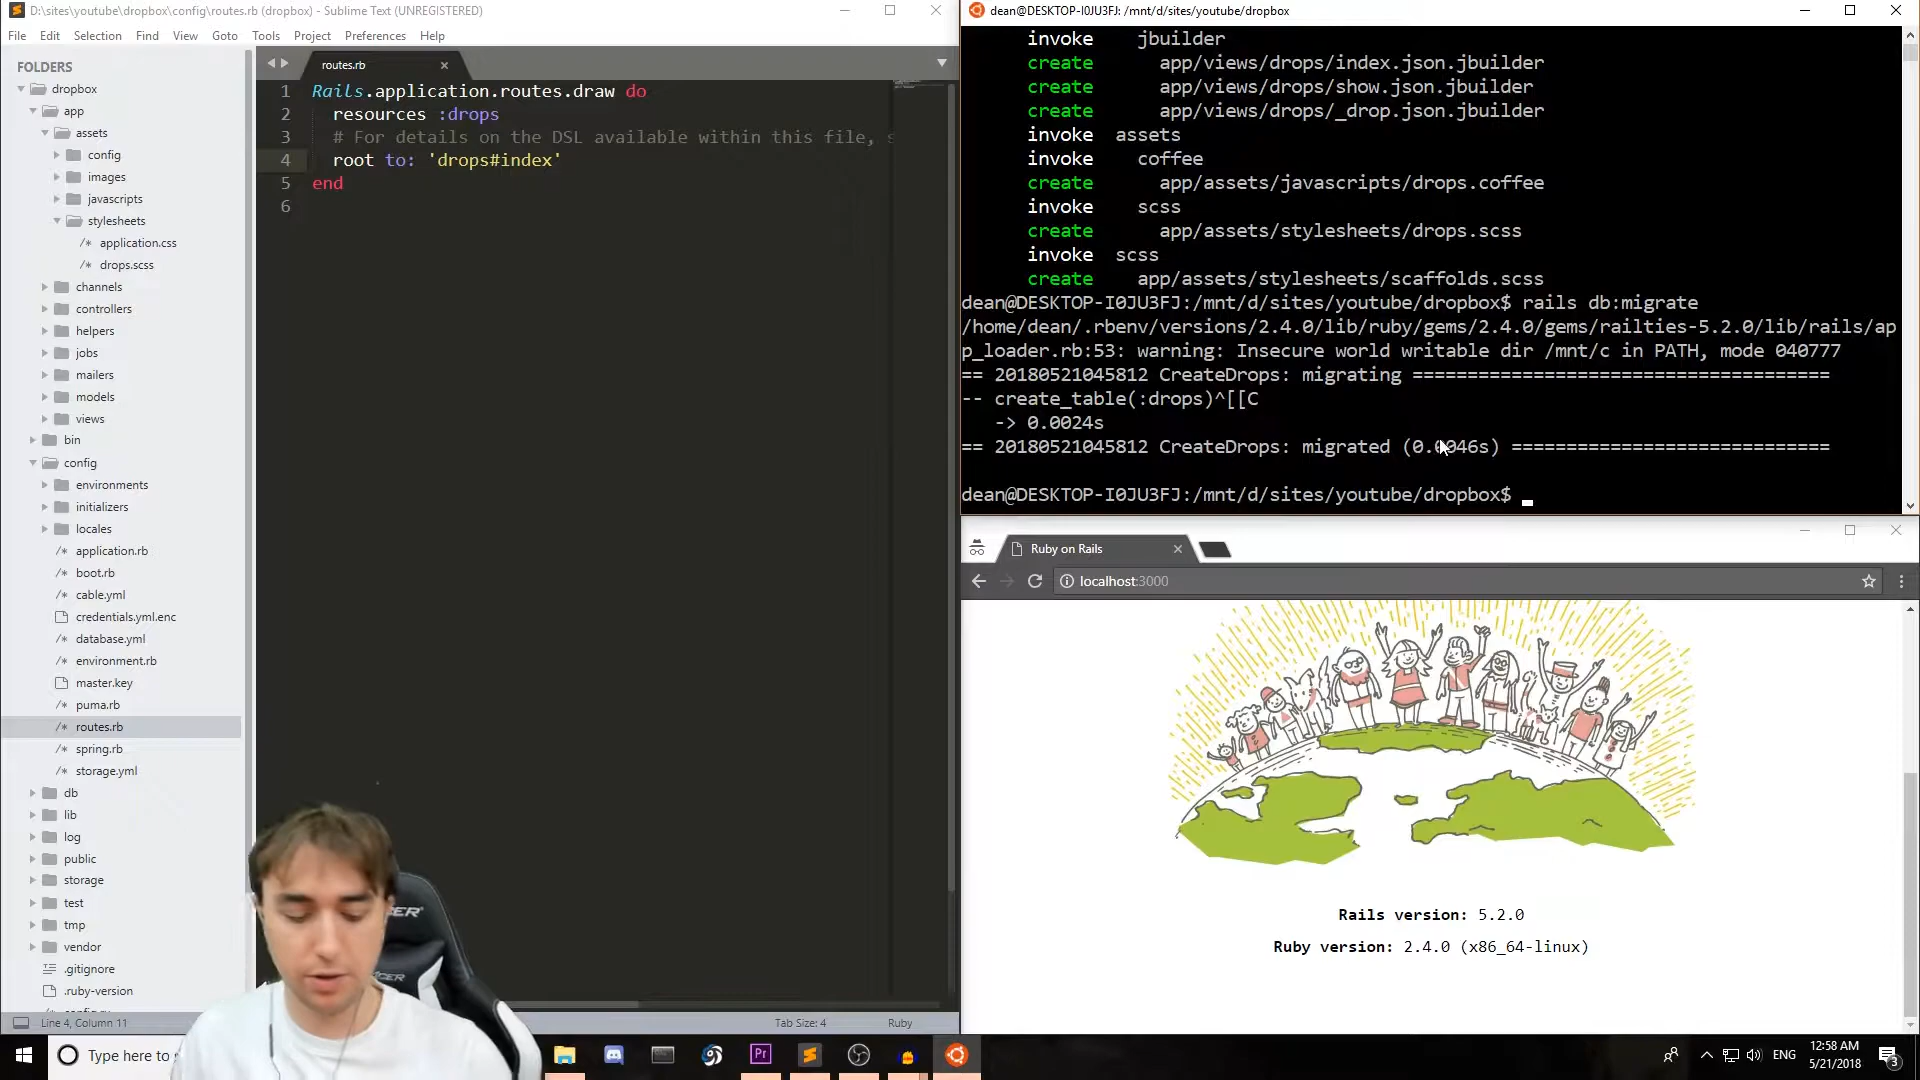 D:\sites\youtube\dropbox\config\routes.rb (dropbox) - Sublime Text (UNREGISTERED)
File Edit Selection Find View Goto Tools Project Preferences Help
FOLDERS
dropbox
app
assets
config
images
javascripts
stylesheets
application.css
drops.scss
channels
controllers
helpers
jobs
mailers
models
views
bin
config
environments
initializers
locales
application.rb
boot.rb
cable.yml
credentials.yml.enc
database.yml
environment.rb
master.key
puma.rb
routes.rb
spring.rb
storage.yml
db
lib
log
public
storage
test
tmp
vendor
.gitignore
.ruby-version
routes.rb
1 Rails.application.routes.draw do
2 resources :drops
3 # For details on the DSL available within this file, s
4 root to: 'drops#index'
5 end
6
Line 4, Column 11
Tab Size: 4
Ruby
dean@DESKTOP-I0JU3FJ: /mnt/d/sites/youtube/dropbox
invoke jbuilder
create app/views/drops/index.json.jbuilder
create app/views/drops/show.json.jbuilder
create app/views/drops/_drop.json.jbuilder
invoke assets
invoke coffee
create app/assets/javascripts/drops.coffee
invoke scss
create app/assets/stylesheets/drops.scss
invoke scss
create app/assets/stylesheets/scaffolds.scss
dean@DESKTOP-I0JU3FJ:/mnt/d/sites/youtube/dropbox$ rails db:migrate
/home/dean/.rbenv/versions/2.4.0/lib/ruby/gems/2.4.0/gems/railties-5.2.0/lib/rails/ap
p_loader.rb:53: warning: Insecure world writable dir /mnt/c in PATH, mode 040777
== 20180521045812 CreateDrops: migrating ======================================
-- create_table(:drops)^[[C
-> 0.0024s
== 20180521045812 CreateDrops: migrated (0.0046s) =============================
dean@DESKTOP-I0JU3FJ:/mnt/d/sites/youtube/dropbox$
Ruby on Rails
localhost:3000
Rails version: 5.2.0
Ruby version: 2.4.0 (x86_64-linux)
Type here to
Pr
ENG
12:58 AM
5/21/2018
3